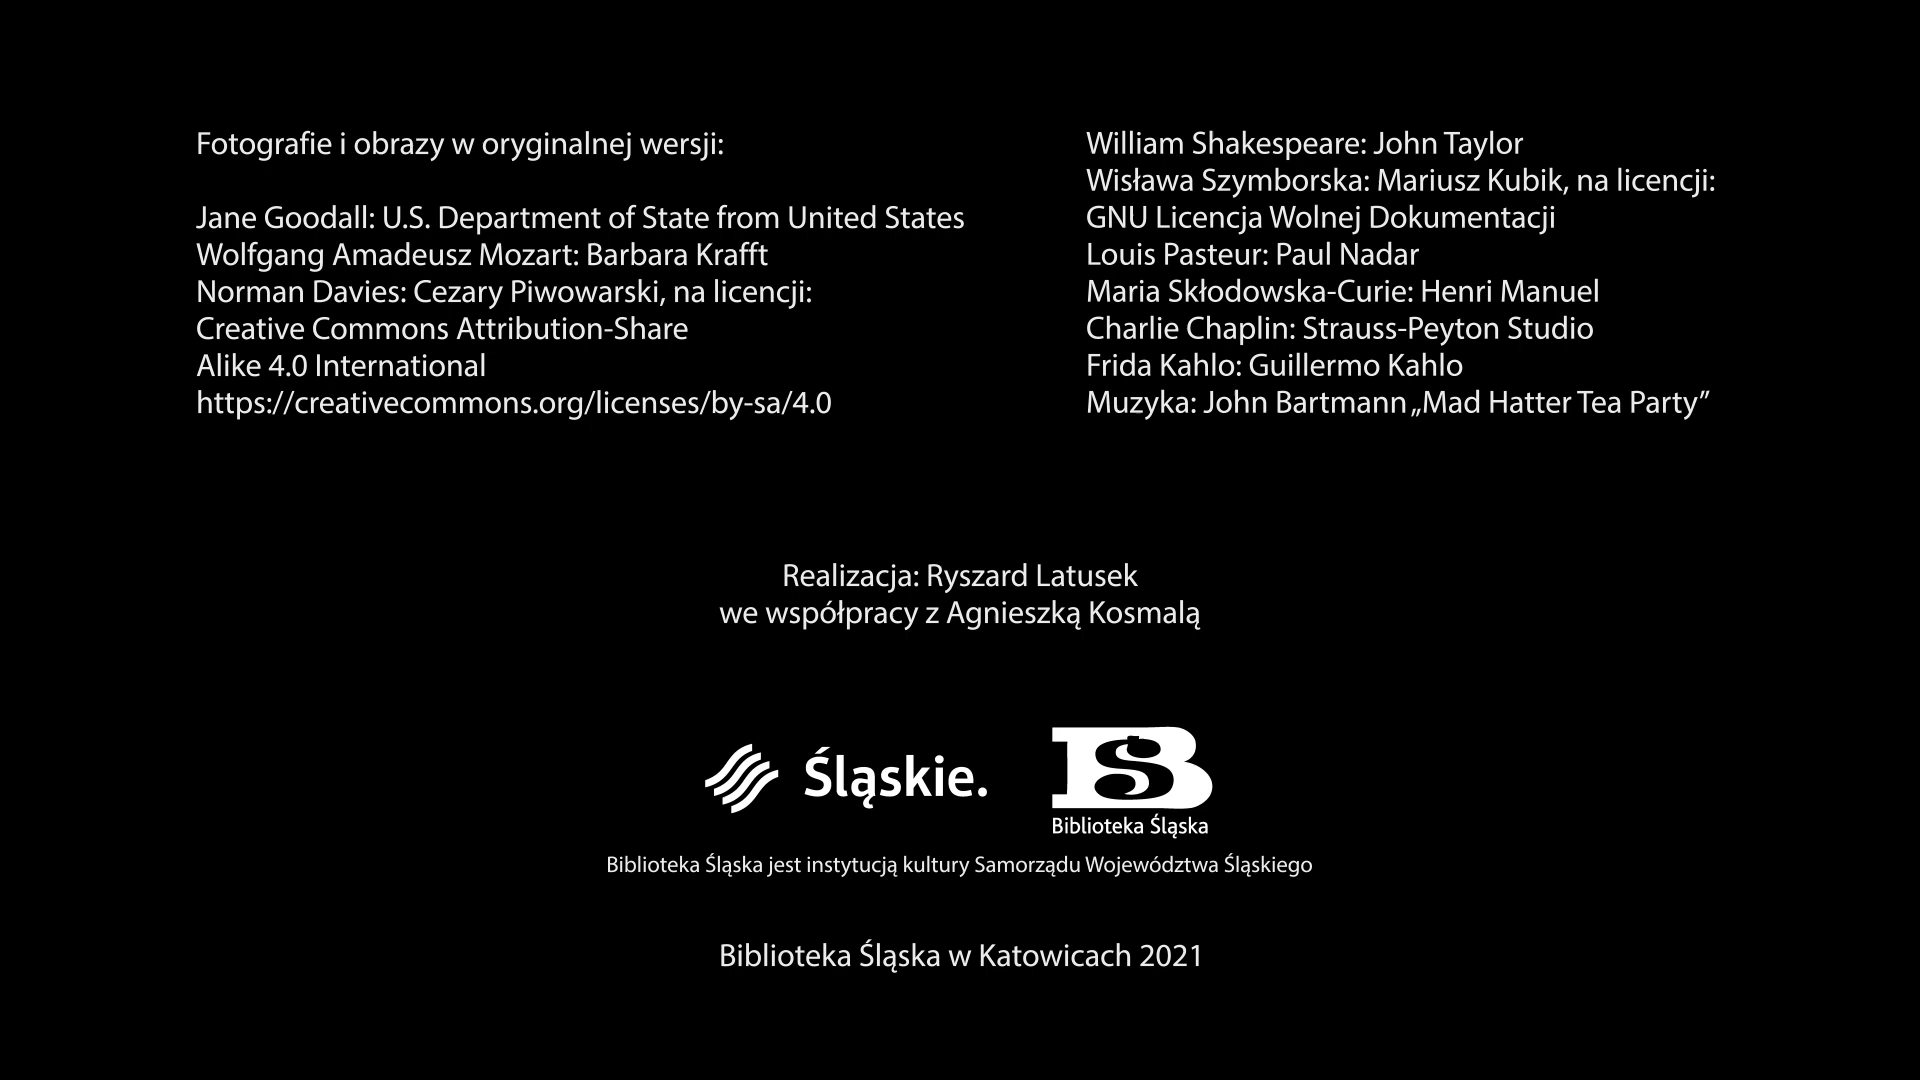 Fotografie i obrazy w oryginalnej wersji:
Jane Goodall: U.S. Department of State from United States
Wolfgang Amadeusz Mozart: Barbara Krafft
Norman Davies: Cezary Piwowarski, na licencji:
Creative Commons Attribution-Share
Alike 4.0 International
https://creativecommons.org/licenses/by-sa/4.0
William Shakespeare: John Taylor
Wisława Szymborska: Mariusz Kubik, na licencji:
GNU Licencja Wolnej Dokumentacji
Louis Pasteur: Paul Nadar
Maria Skłodowska-Curie: Henri Manuel
Charlie Chaplin: Strauss-Peyton Studio
Frida Kahlo: Guillermo Kahlo
Muzyka: John Bartmann „Mad Hatter Tea Party”
Realizacja: Ryszard Latusek
we współpracy z Agnieszką Kosmalą
Śląskie.
BŚ
Biblioteka Śląska
Biblioteka Śląska jest instytucją kultury Samorządu Województwa Śląskiego
Biblioteka Śląska w Katowicach 2021